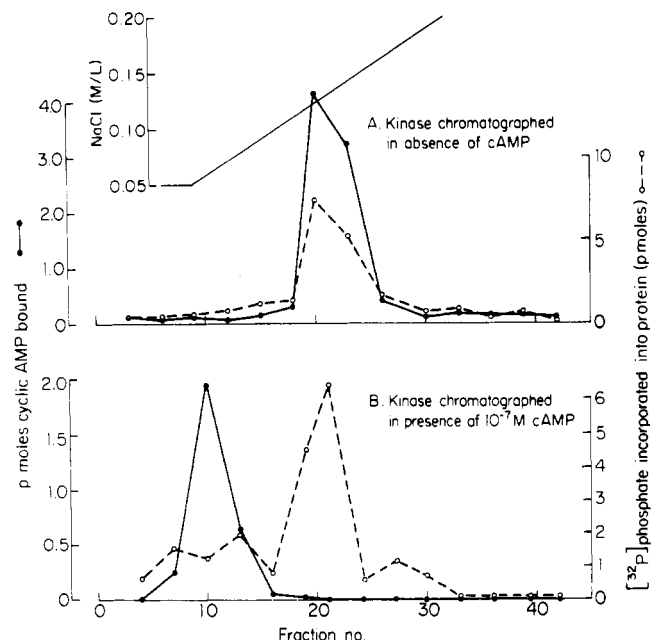 0.20
0.15
0.10
0.05
NaCl (M/L)
4.0
3.0
2.0
1.0
0
A. Kinase chromatographed
in absence of cAMP
10
5
0
p moles cyclic AMP bound
[32P]phosphate incorporated into protein (pmoles)
2.0
1.5
1.0
0.5
0
B. Kinase chromatographed
in presence of 10-7M cAMP
6
5
4
3
2
1
0
0 10 20 30 40
Fraction no.